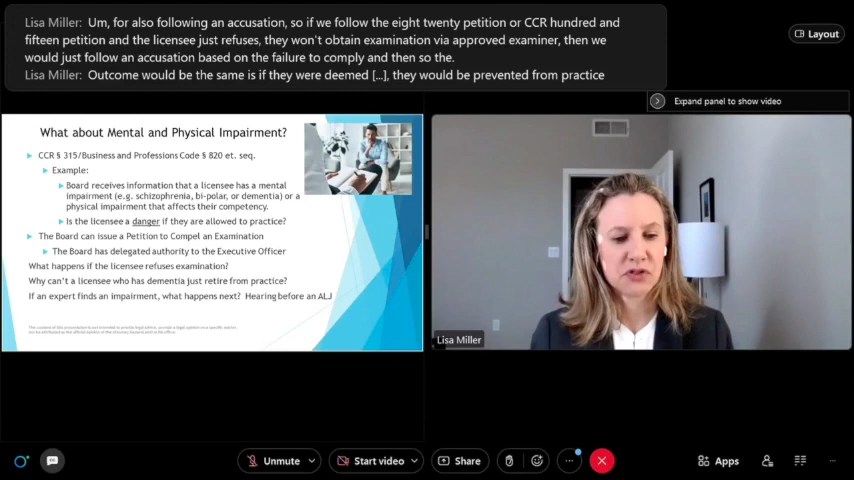 Lisa Miller: Um, for also following an accusation, so if we follow the eight twenty petition or CCR hundred and
fifteen petition and the licensee just refuses, they won't obtain examination via approved examiner, then we
would just follow an accusation based on the failure to comply and then so the.
Lisa Miller: Outcome would be the same is if they were deemed [...], they would be prevented from practice
Layout
Expand panel to show video
What about Mental and Physical Impairment?
CCR § 315/Business and Professions Code § 820 et. seq.
Example:
Board receives information that a licensee has a mental
impairment (e.g. schizophrenia, bi-polar, or dementia) or a
physical impairment that affects their competency.
Is the licensee a danger if they are allowed to practice?
The Board can issue a Petition to Compel an Examination
The Board has delegated authority to the Executive Officer
What happens if the licensee refuses examination?
Why can't a licensee who has dementia just retire from practice?
If an expert finds an impairment, what happens next? Hearing before an ALJ
Lisa Miller
Unmute
Start video
Share
Apps